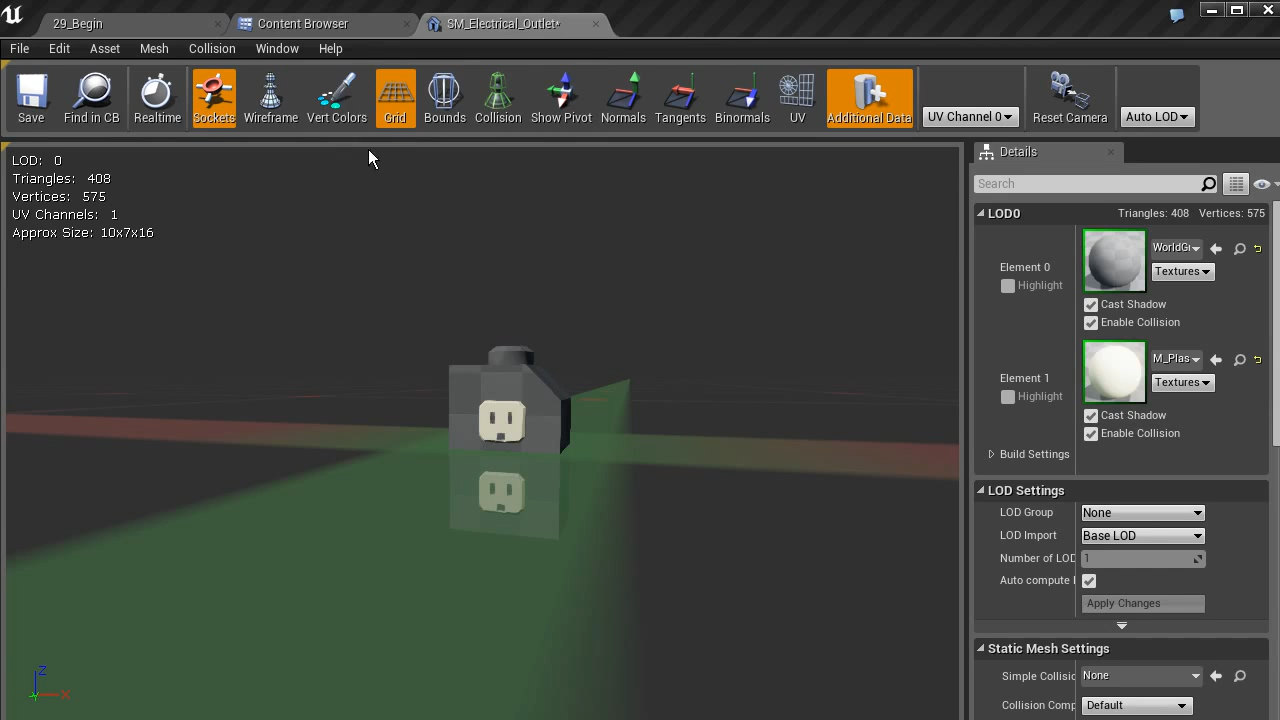 29_Begin
Content Browser
SM_Electrical_Outlet*
File Edit Asset Mesh Collision Window Help
Save Find in CB Realtime Sockets Wireframe Vert Colors Grid Bounds Collision Show Pivot Normals Tangents Binormals UV Additional Data UV Channel 0 Reset Camera Auto LOD
LOD: 0
Triangles: 408
Vertices: 575
UV Channels: 1
Approx Size: 10x7x16
Z
X
Details
Search
LOD0 Triangles: 408 Vertices: 575
Element 0
Highlight
WorldGr
Textures
Cast Shadow
Enable Collision
Element 1
Highlight
M_Plas
Textures
Cast Shadow
Enable Collision
Build Settings
LOD Settings
LOD Group None
LOD Import Base LOD
Number of LOD 1
Auto compute
Apply Changes
Static Mesh Settings
Simple Collisio None
Collision Comp Default